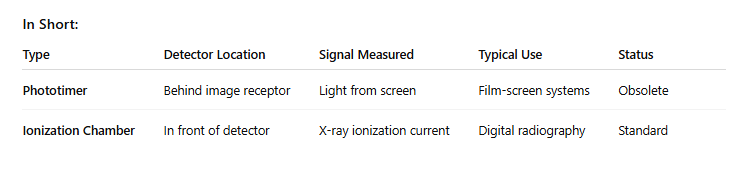 In Short:
Type Detector Location Signal Measured Typical Use Status
Phototimer Behind image receptor Light from screen Film-screen systems Obsolete
Ionization Chamber In front of detector X-ray ionization current Digital radiography Standard